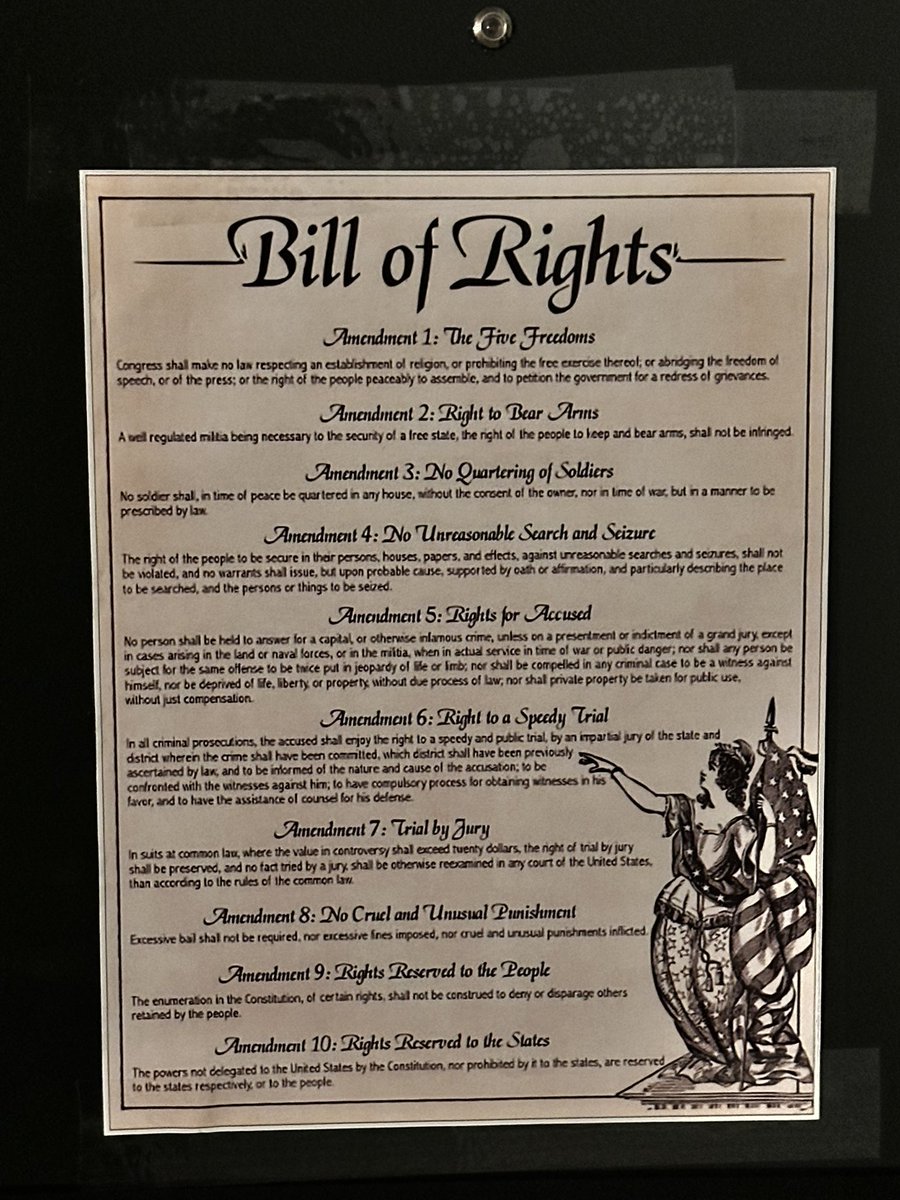 Bill of Rights
Amendment 1: The Five Freedoms
Congress shall make no law respecting an establishment of religion, or prohibiting the free exercise thereof; or abridging the freedom of
speech, or of the press; or the right of the people peaceably to assemble, and to petition the government for a redress of grievances.
Amendment 2: Right to Bear Arms
A well regulated militia being necessary to the security of a free state, the right of the people to keep and bear arms, shall not be infringed.
Amendment 3: No Quartering of Soldiers
No soldier shall, in time of peace be quartered in any house, without the consent of the owner, nor in time of war, but in a manner to be
prescribed by law.
Amendment 4: No Unreasonable Search and Seizure
The right of the people to be secure in their persons, houses, papers, and effects, against unreasonable searches and seizures, shall not
be violated, and no warrants shall issue, but upon probable cause, supported by oath or affirmation, and particularly describing the place
to be searched, and the persons or things to be seized.
Amendment 5: Rights for Accused
No person shall be held to answer for a capital, or otherwise infamous crime, unless on a presentment or indictment of a grand jury, except
in cases arising in the land or naval forces, or in the militia, when in actual service in time of war or public danger; nor shall any person be
subject for the same offense to be twice put in jeopardy of life or limb; nor shall be compelled in any criminal case to be a witness against
himself, nor be deprived of life, liberty, or property, without due process of law; nor shall private property be taken for public use,
without just compensation.
Amendment 6: Right to a Speedy Trial
In all criminal prosecutions, the accused shall enjoy the right to a speedy and public trial, by an impartial jury of the state and
district wherein the crime shall have been committed, which district shall have been previously
ascertained by law, and to be informed of the nature and cause of the accusation; to be
confronted with the witnesses against him; to have compulsory process for obtaining witnesses in his
favor, and to have the assistance of counsel for his defense.
Amendment 7: Trial by Jury
In suits at common law, where the value in controversy shall exceed twenty dollars, the right of trial by jury
shall be preserved, and no fact tried by a jury, shall be otherwise reexamined in any court of the United States,
than according to the rules of the common law.
Amendment 8: No Cruel and Unusual Punishment
Excessive bail shall not be required, nor excessive fines imposed, nor cruel and unusual punishments inflicted.
Amendment 9: Rights Reserved to the People
The enumeration in the Constitution, of certain rights, shall not be construed to deny or disparage others
retained by the people.
Amendment 10: Rights Reserved to the States
The powers not delegated to the United States by the Constitution, nor prohibited by it to the states, are reserved
to the states respectively, or to the people.